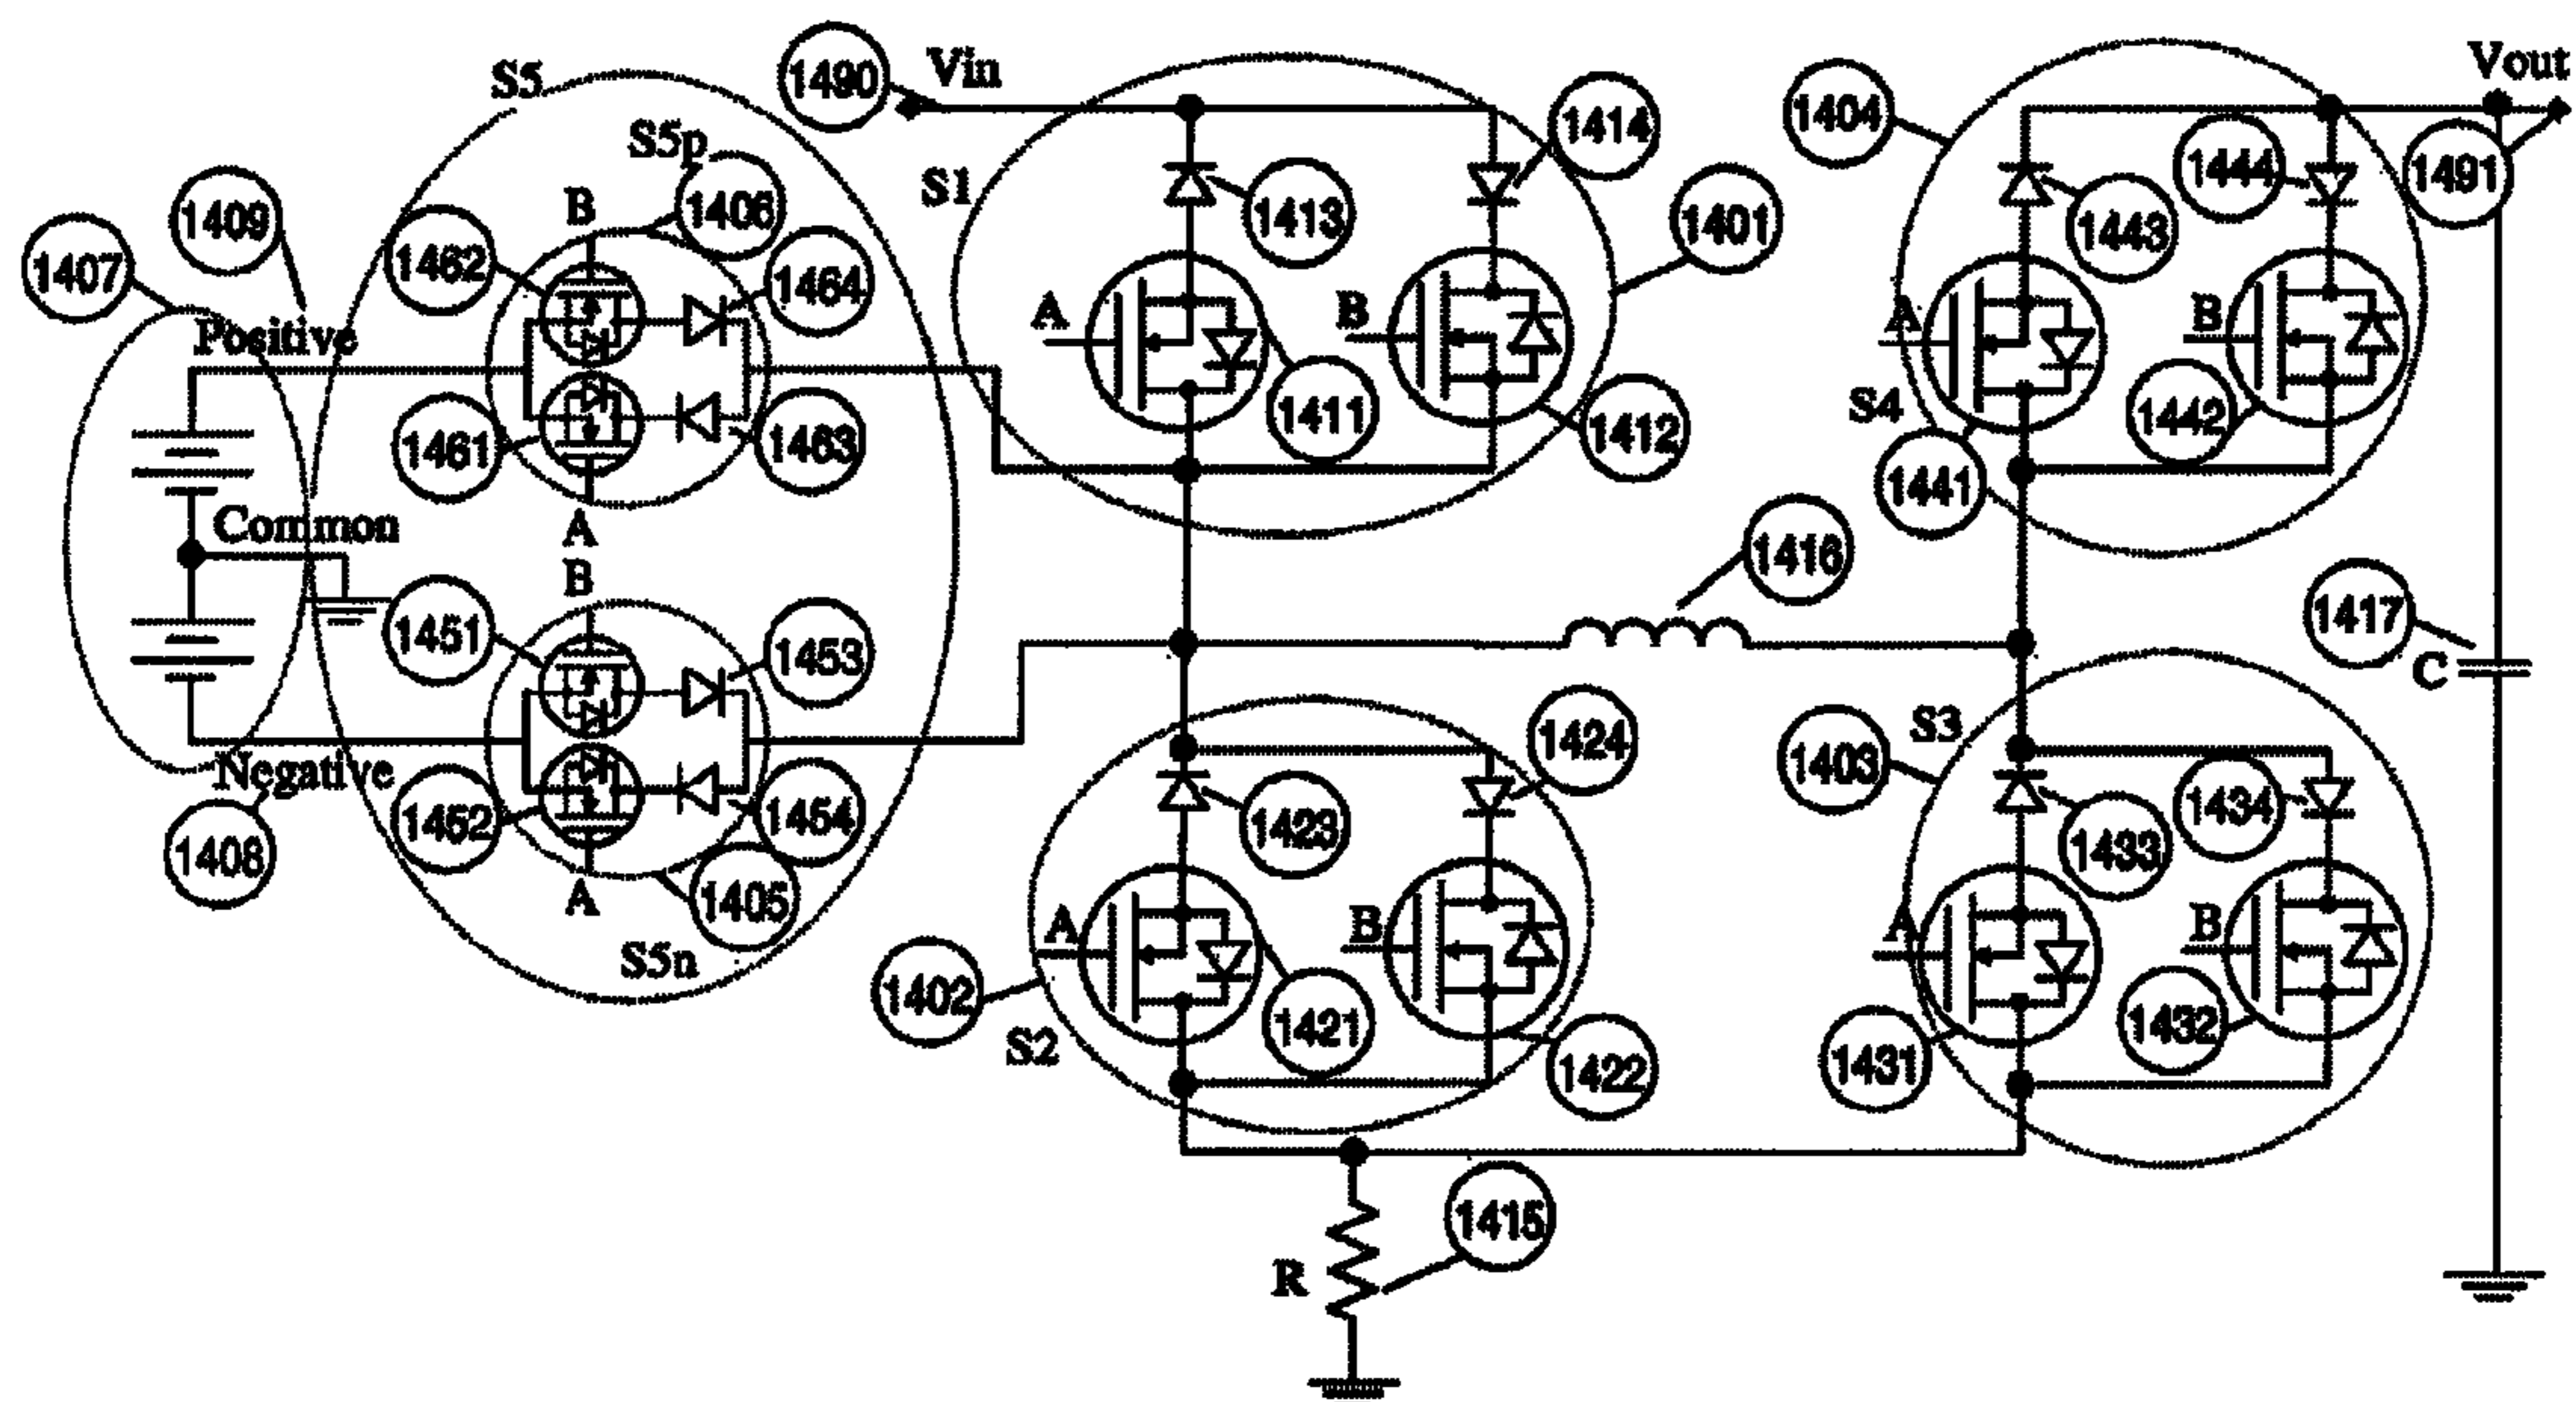 S5
1490
Vin
Vout
1414
1404
S5p
1409
S1
1444
1491
1407
B
1406
1413
1401
1443
1462
1464
Positive
A
B
A
B
1461
1463
1411
1412
S4
1442
A
1441
Common
B
1416
1451
1453
1417
C
1424
S3
1403
Negative
1452
1454
1423
1434
1433
1408
A
1405
A
B
A
B
S5n
1402
1421
1432
S2
1422
1431
1415
R